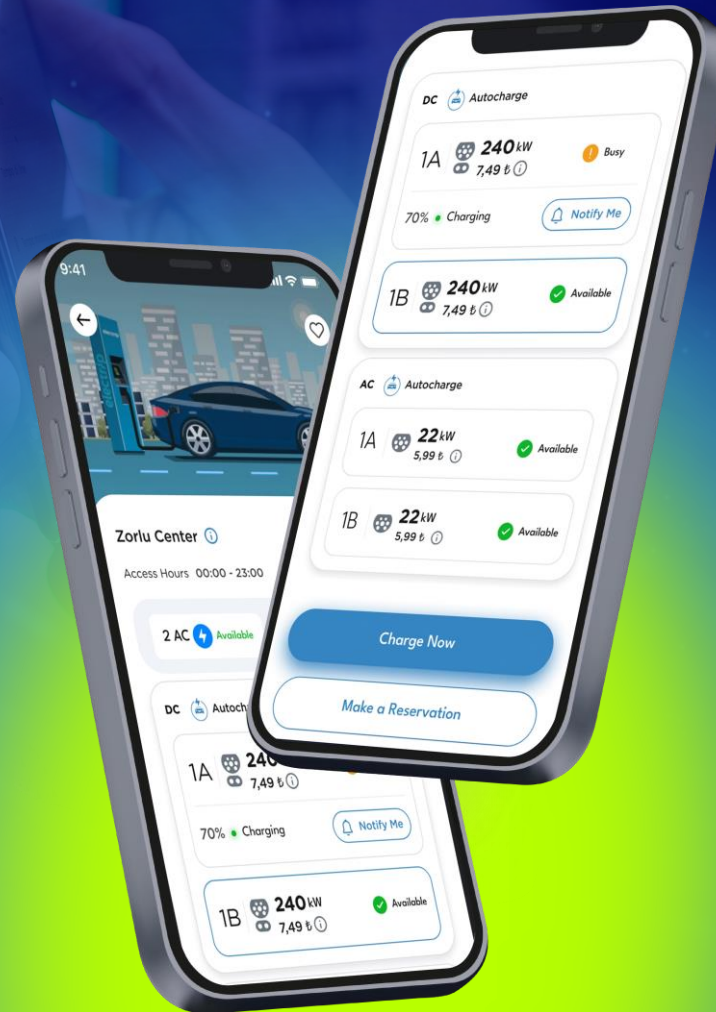 9:41
electrip
Zorlu Center
Access Hours 00:00 - 23:00
2 AC Available
DC Autoch
1A 240
7,49 ₺
70% Charging Notify Me
1B 240 kW Available
7,49 ₺
DC Autocharge
1A 240 kW Busy
7,49 ₺
70% Charging Notify Me
1B 240 kW Available
7,49 ₺
AC Autocharge
1A 22 kW Available
5,99 ₺
1B 22 kW Available
5,99 ₺
Charge Now
Make a Reservation